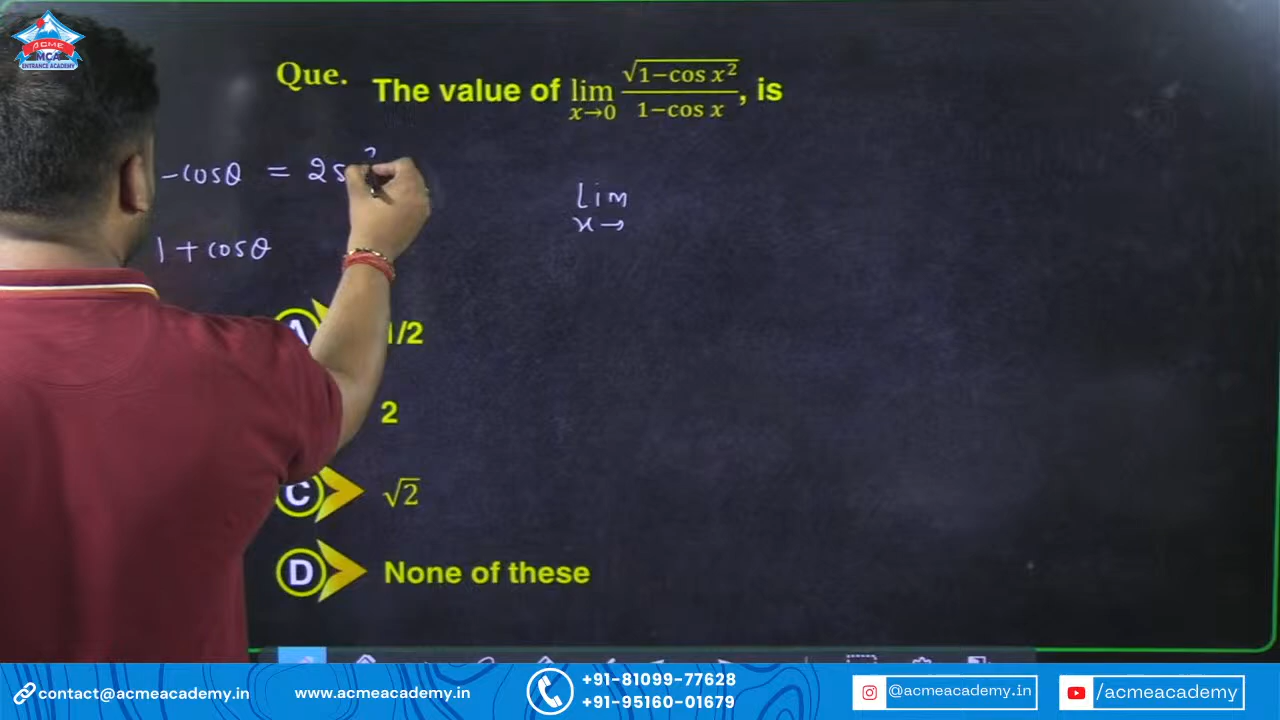 ACME
MCA
ENTRANCE ACADEMY
Que. The value of lim x→0 √(1−cos x²) / (1−cos x), is
−cosθ = 2s
1 + cosθ
Lim
x→
1/2
2
C √2
D None of these
contact@acmeacademy.in
www.acmeacademy.in
+91-81099-77628
+91-95160-01679
@acmeacademy.in
/acmeacademy